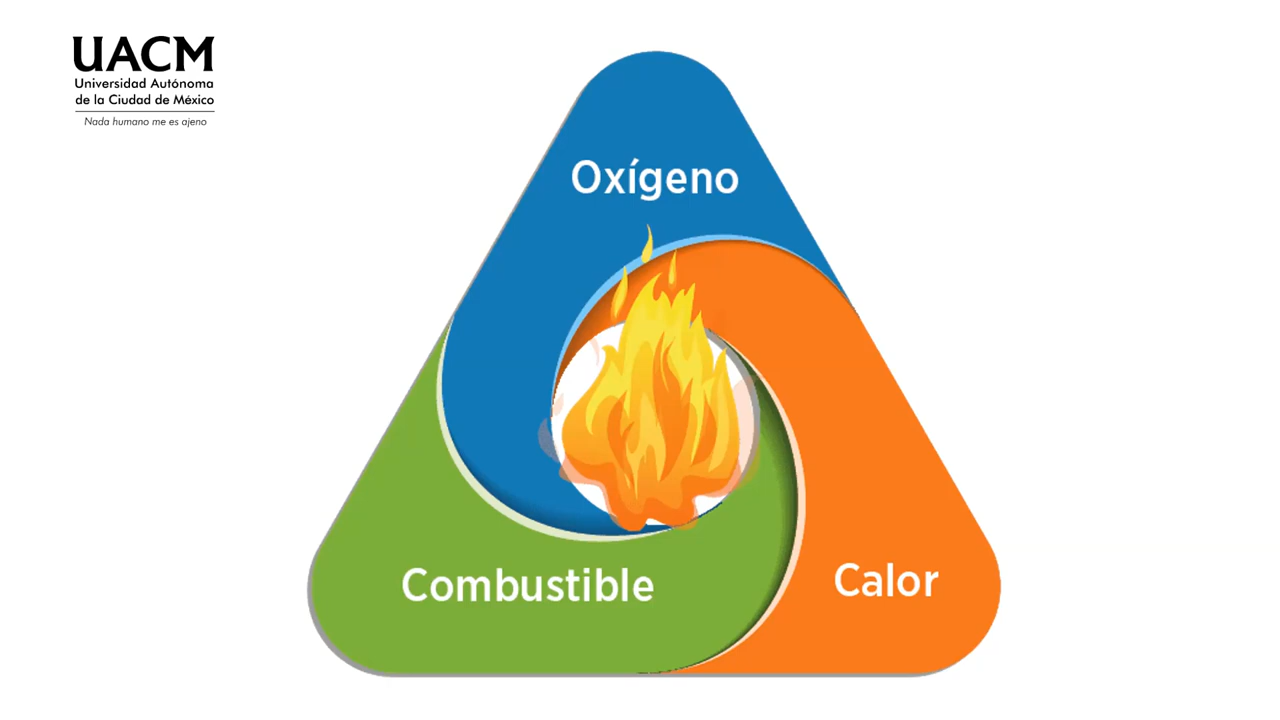 UACM
Universidad Autónoma
de la Ciudad de México
Nada humano me es ajeno
Oxígeno
Combustible
Calor